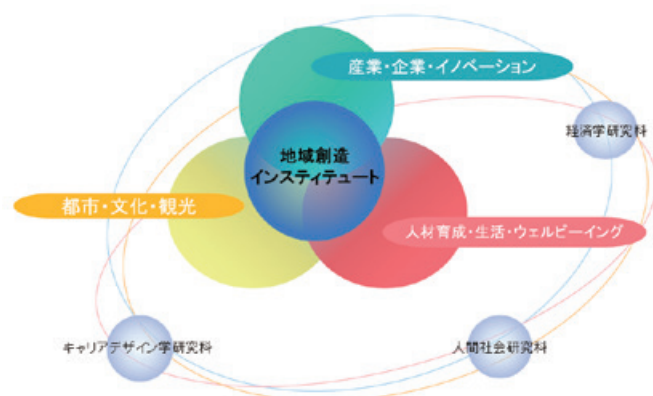 産業・企業・イノベーション
経済学研究科
地域創造
インスティテュート
都市・文化・観光
人材育成・生活・ウェルビーイング
キャリアデザイン学研究科
人間社会研究科